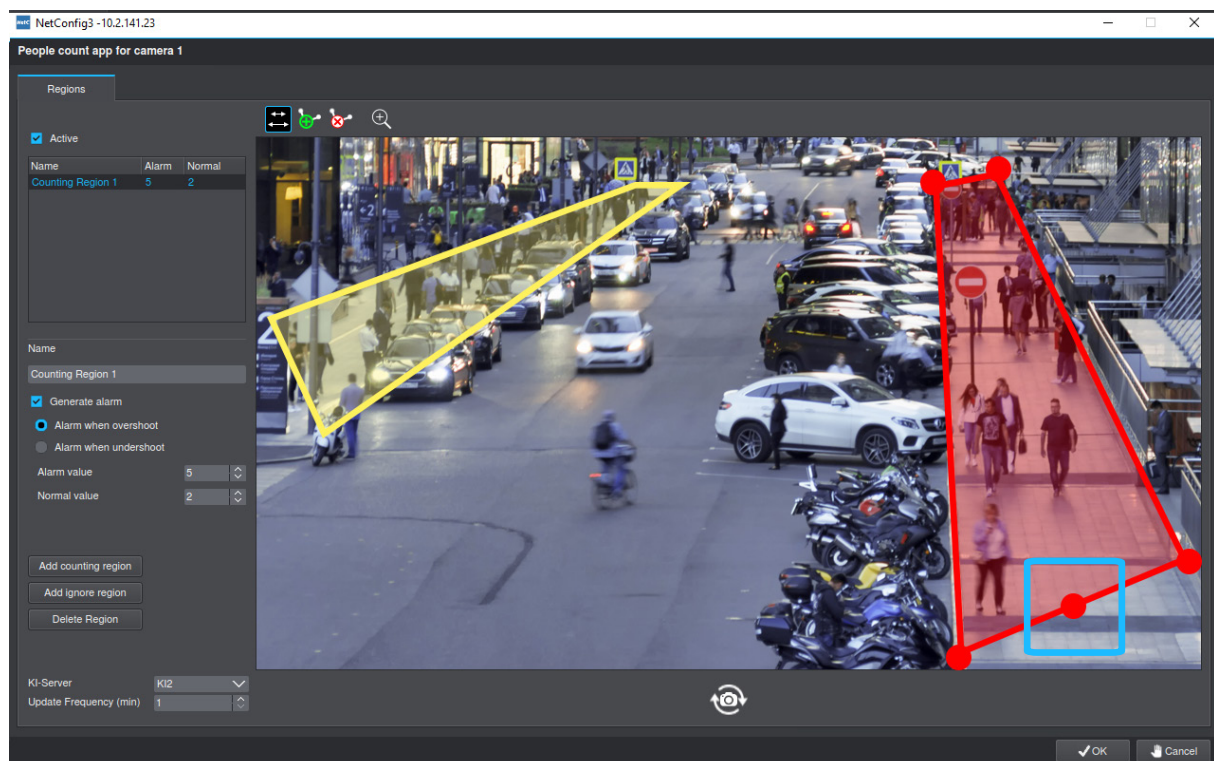 NetConfig3 -10.2.141.23
People count app for camera 1
Regions
Active
Name Alarm Normal
Counting Region 1 5 2
Name
Counting Region 1
Generate alarm
Alarm when overshoot
Alarm when undershoot
Alarm value 5
Normal value 2
Add counting region
Add ignore region
Delete Region
KI-Server KI2
Update Frequency (min) 1
2
OK Cancel